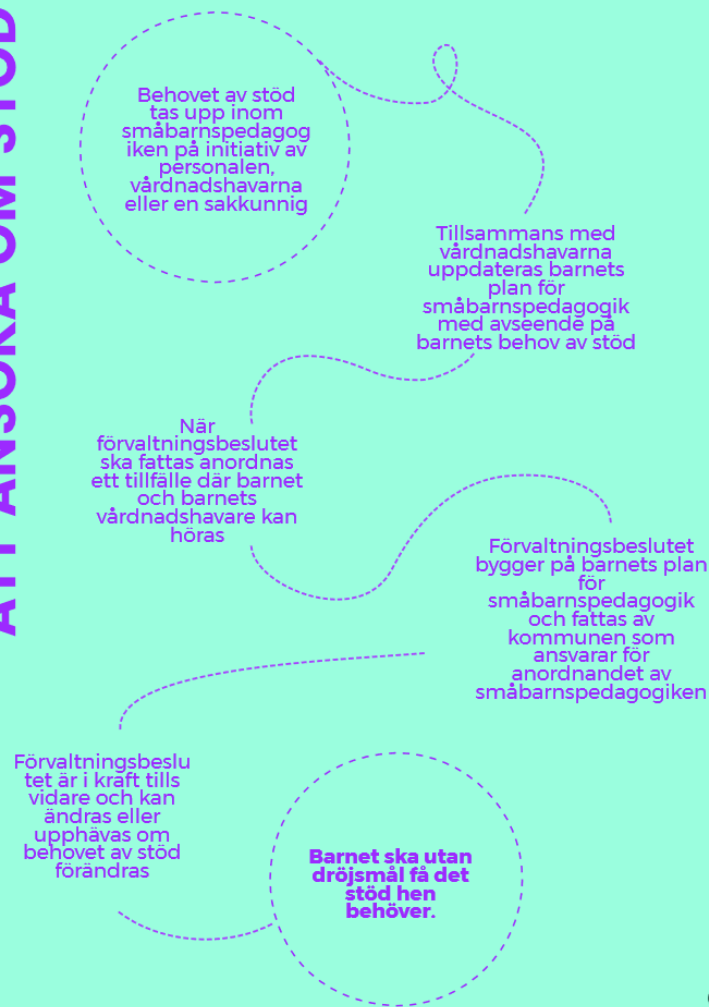 ATT ANSÖKA OM STÖD
Behovet av stöd
tas upp inom
småbarnspedagog
iken på initiativ av
personalen,
vårdnadshavarna
eller en sakkunnig
Tillsammans med
vårdnadshavarna
uppdateras barnets
plan för
småbarnspedagogik
med avseende på
barnets behov av stöd
När
förvaltningsbeslutet
ska fattas anordnas
ett tillfälle där barnet
och barnets
vårdnadshavare kan
höras
Förvaltningsbeslutet
bygger på barnets plan
för
småbarnspedagogik
och fattas av
kommunen som
ansvarar för
anordnandet av
småbarnspedagogiken
Förvaltningsbeslu
tet är i kraft tills
vidare och kan
ändras eller
upphävas om
behovet av stöd
förändras
Barnet ska utan
dröjsmål få det
stöd hen
behöver.